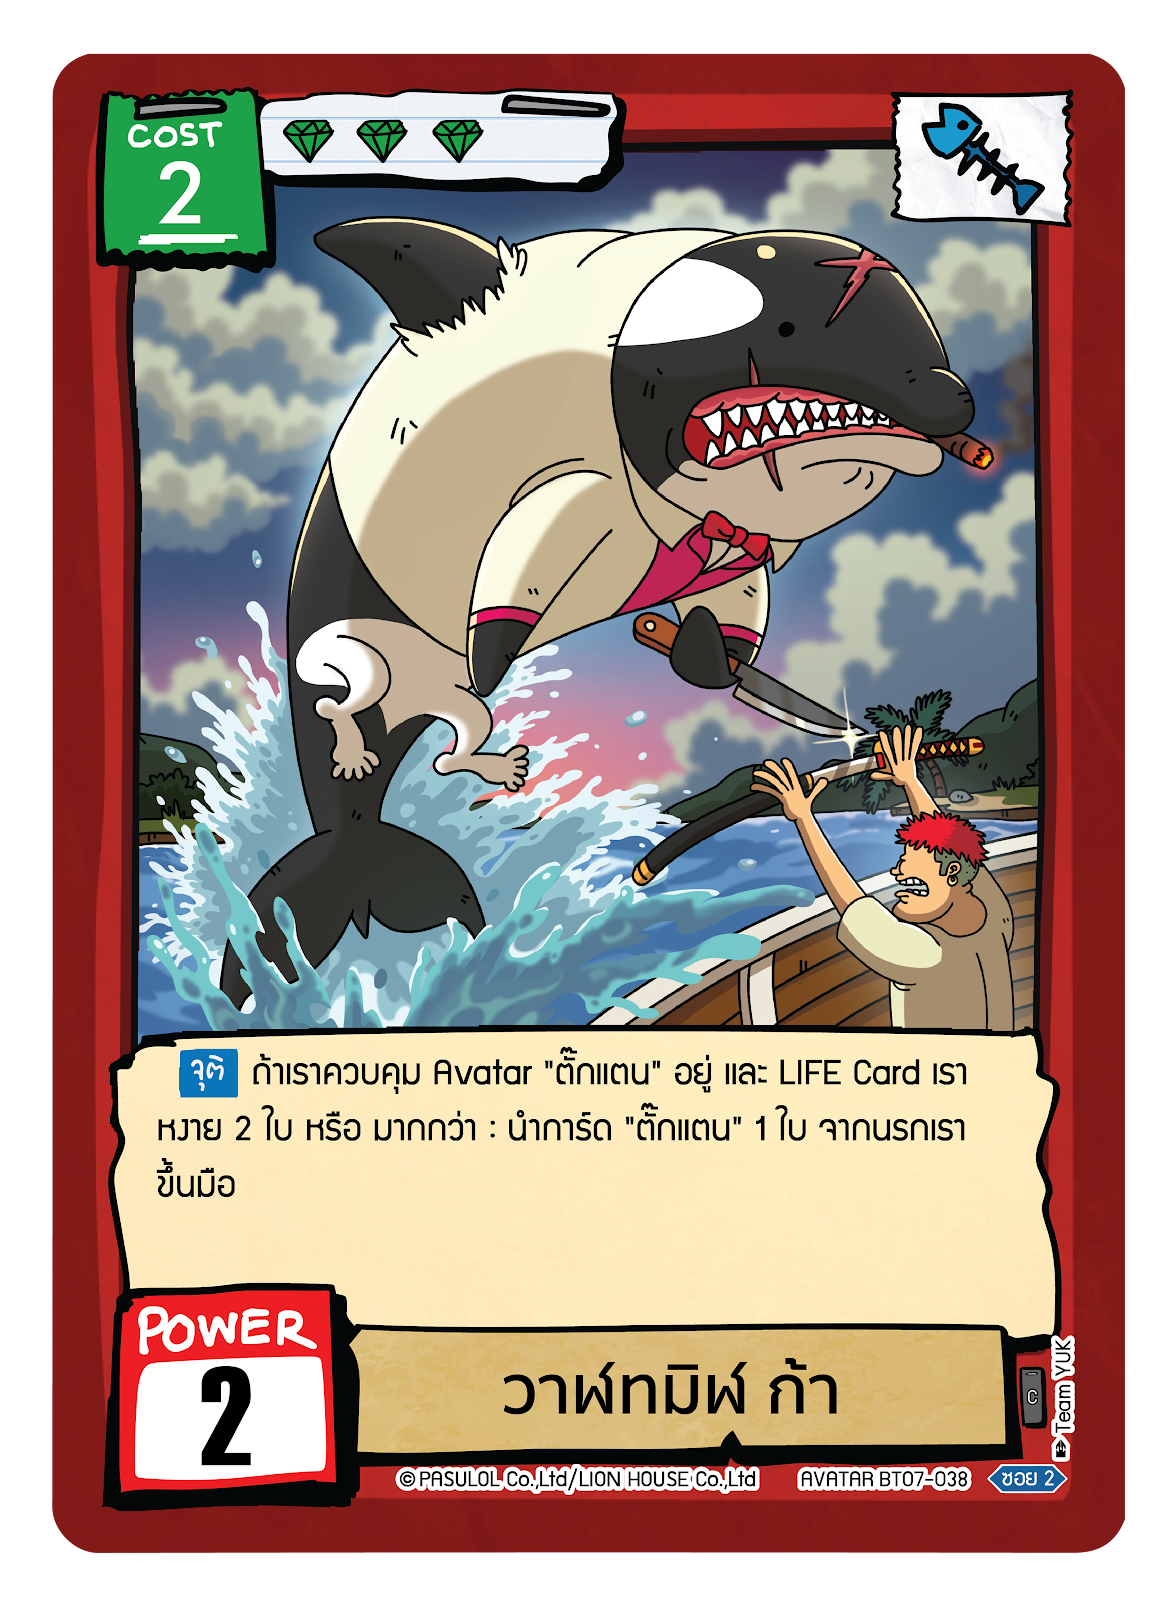 COST
2
จุติ ถ้าเราควบคุม Avatar "ตั๊กแตน" อยู่ และ LIFE Card เรา
หงาย 2 ใบ หรือ มากกว่า : นำการ์ด "ตั๊กแตน" 1 ใบ จากนรกเรา
ขึ้นมือ
POWER
2
วาฬทมิฬ ก้า
C
Team YUK
© PASULOL Co.,Ltd/LION HOUSE Co.,Ltd
AVATAR BT07-038
ซอย 2